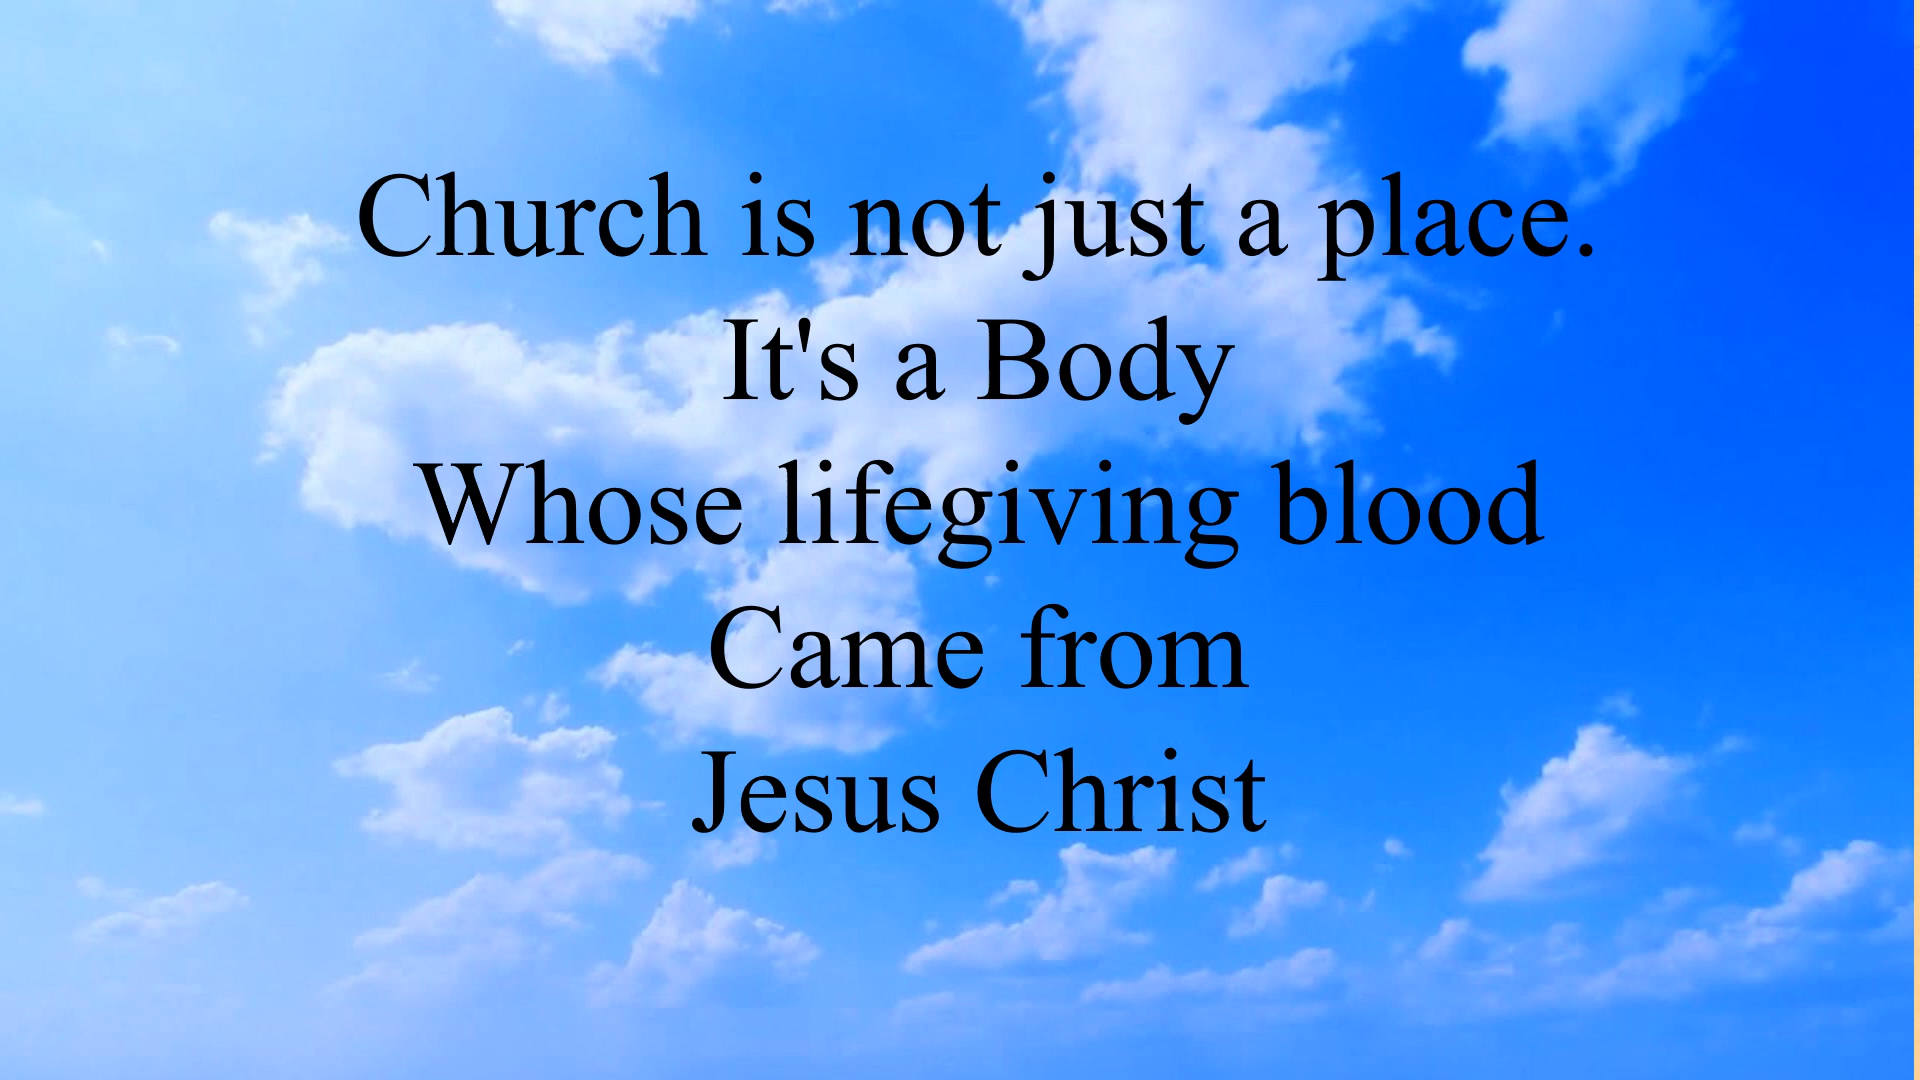 Church is not just a place.
It's a Body
Whose lifegiving blood
Came from
Jesus Christ